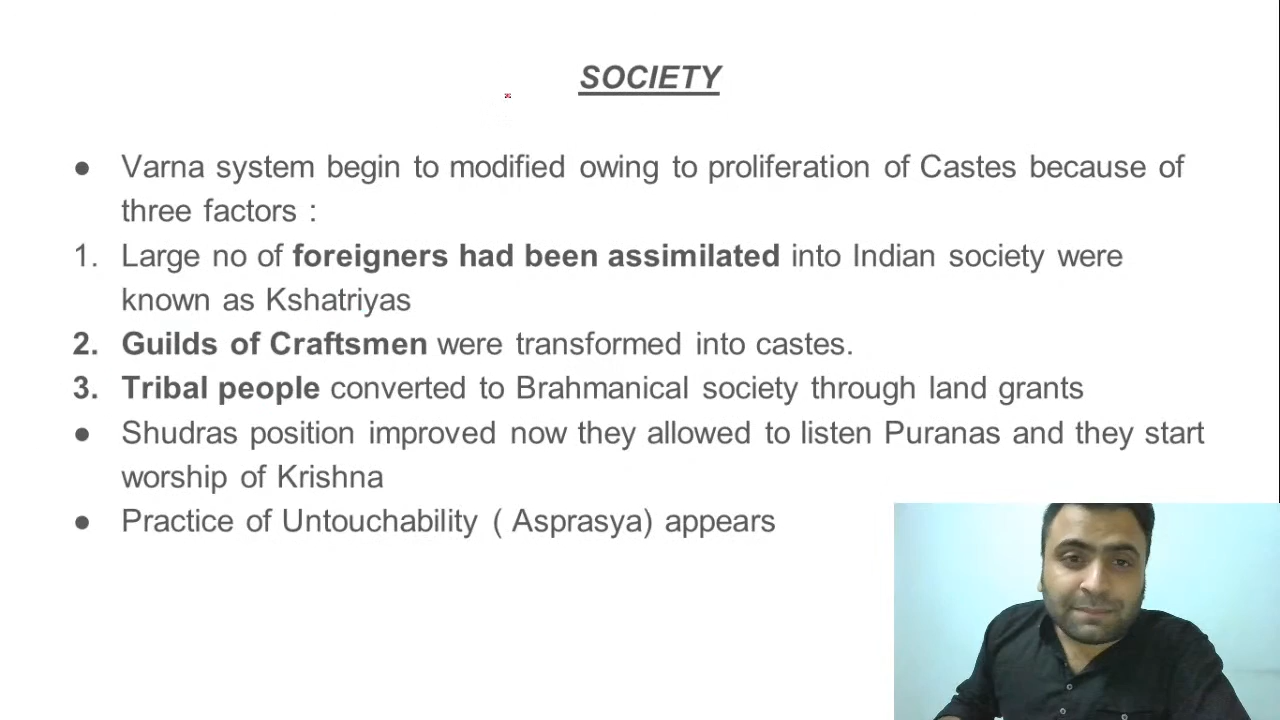 SOCIETY
● Varna system begin to modified owing to proliferation of Castes because of
three factors :
1. Large no of foreigners had been assimilated into Indian society were
known as Kshatriyas
2. Guilds of Craftsmen were transformed into castes.
3. Tribal people converted to Brahmanical society through land grants
● Shudras position improved now they allowed to listen Puranas and they start
worship of Krishna
● Practice of Untouchability ( Asprasya) appears